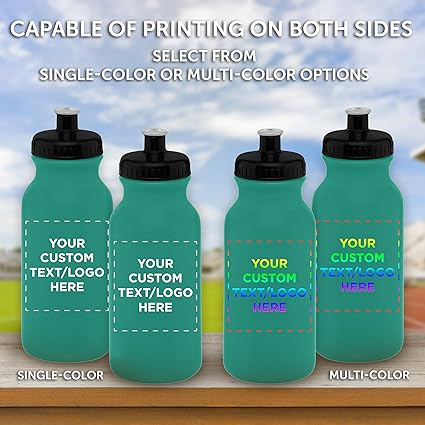 CAPABLE OF PRINTING ON BOTH SIDES
SELECT FROM
SINGLE-COLOR OR MULTI-COLOR OPTIONS
YOUR
CUSTOM
TEXT/LOGO
HERE
YOUR
CUSTOM
TEXT/LOGO
HERE
YOUR
CUSTOM
TEXT/LOGO
HERE
YOUR
CUSTOM
TEXT/LOGO
HERE
SINGLE-COLOR
MULTI-COLOR